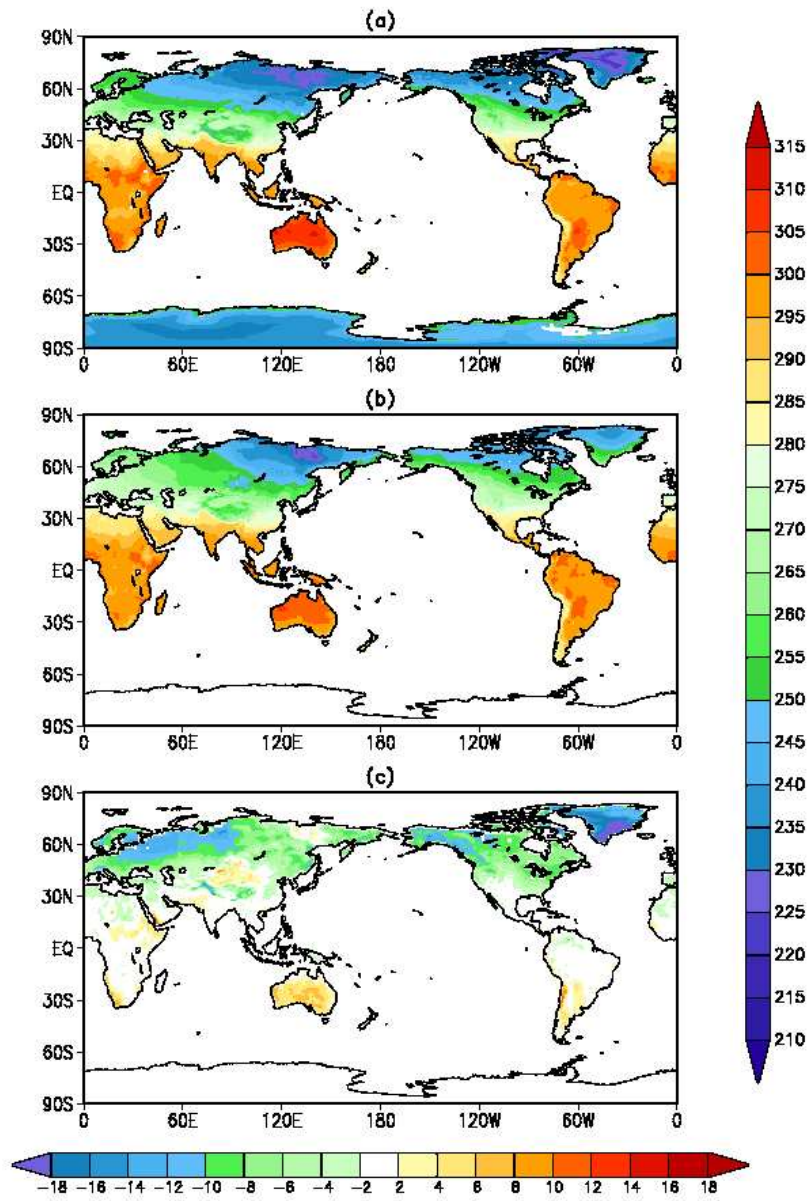 (a)
90N
60N
30N
EQ
30S
60S
90S
0 60E 120E 180 120W 60W 0
(b)
90N
60N
30N
EQ
30S
60S
90S
0 60E 120E 180 120W 60W 0
(c)
90N
60N
30N
EQ
30S
60S
90S
0 60E 120E 180 120W 60W 0
315
310
305
300
295
290
285
280
275
270
265
260
255
250
245
240
235
230
225
220
215
210
-18 -16 -14 -12 -10 -8 -6 -4 -2 2 4 6 8 10 12 14 16 18